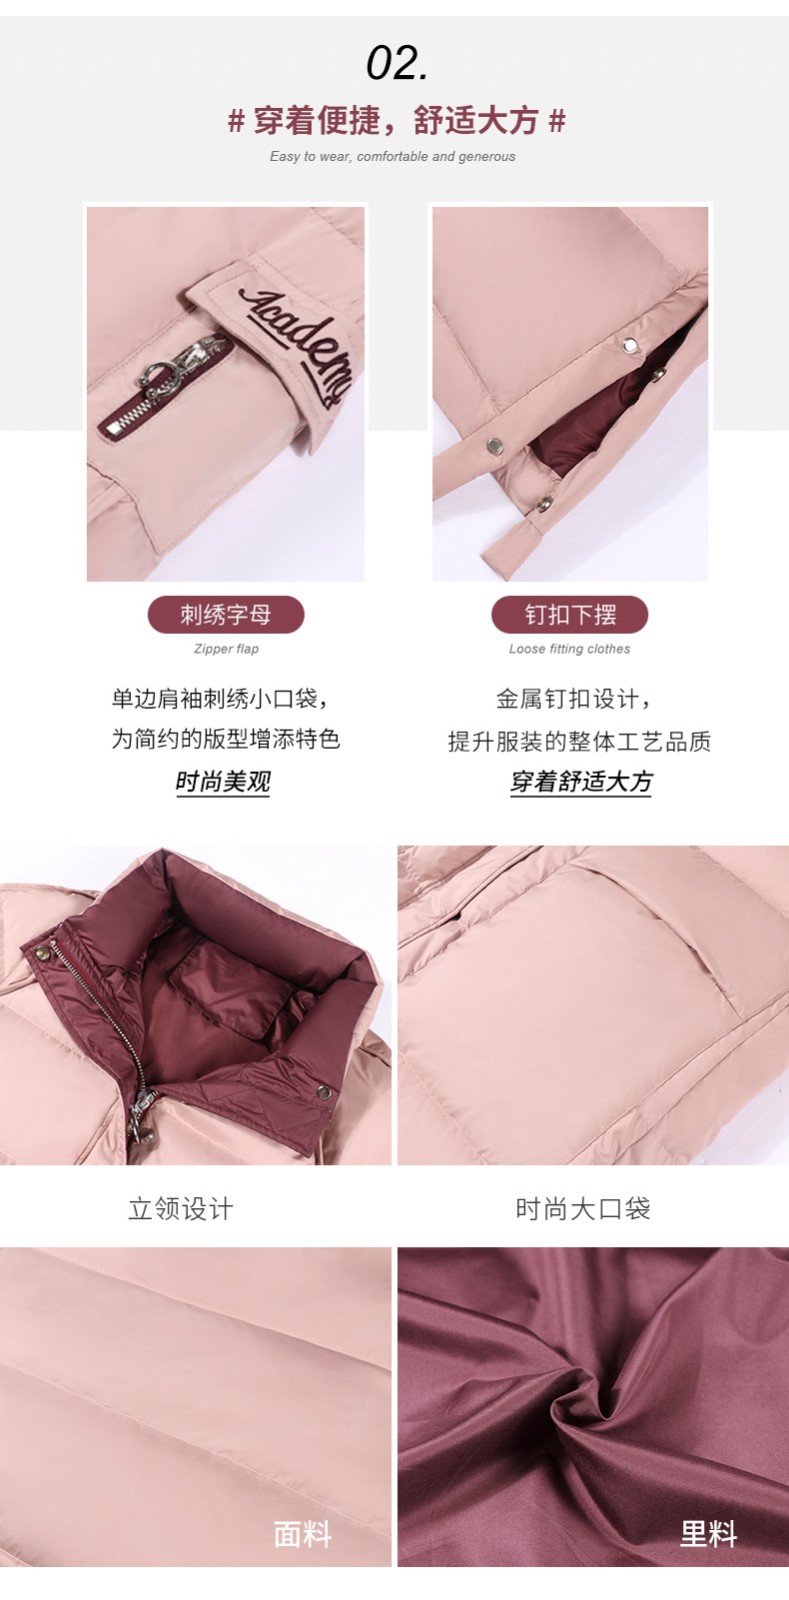 02.
# 穿着便捷，舒适大方 #
Easy to wear, comfortable and generous
Academy
刺绣字母
钉扣下摆
Zipper flap
Loose fitting clothes
单边肩袖刺绣小口袋，
为简约的版型增添特色
时尚美观
金属钉扣设计，
提升服装的整体工艺品质
穿着舒适大方
立领设计
时尚大口袋
面料
里料